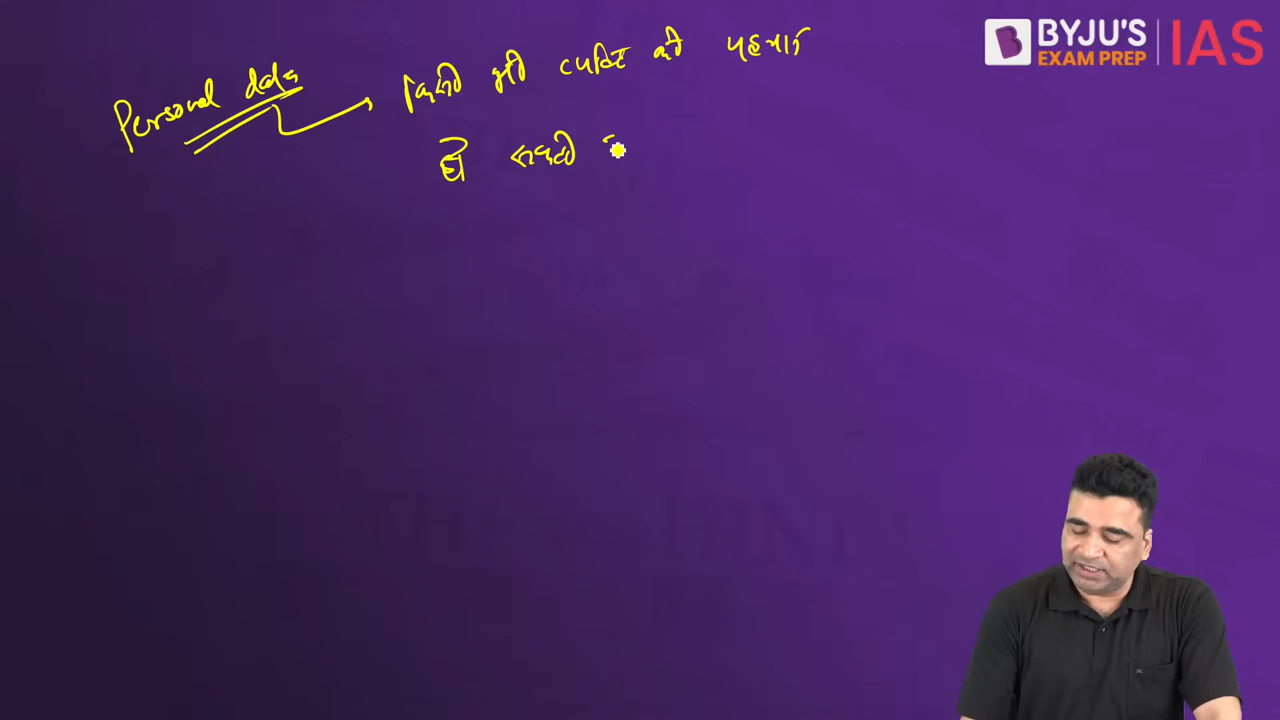 Personal data
किसी भी व्यक्ति की पहचान
हो सकती
BYJU'S
EXAM PREP
IAS